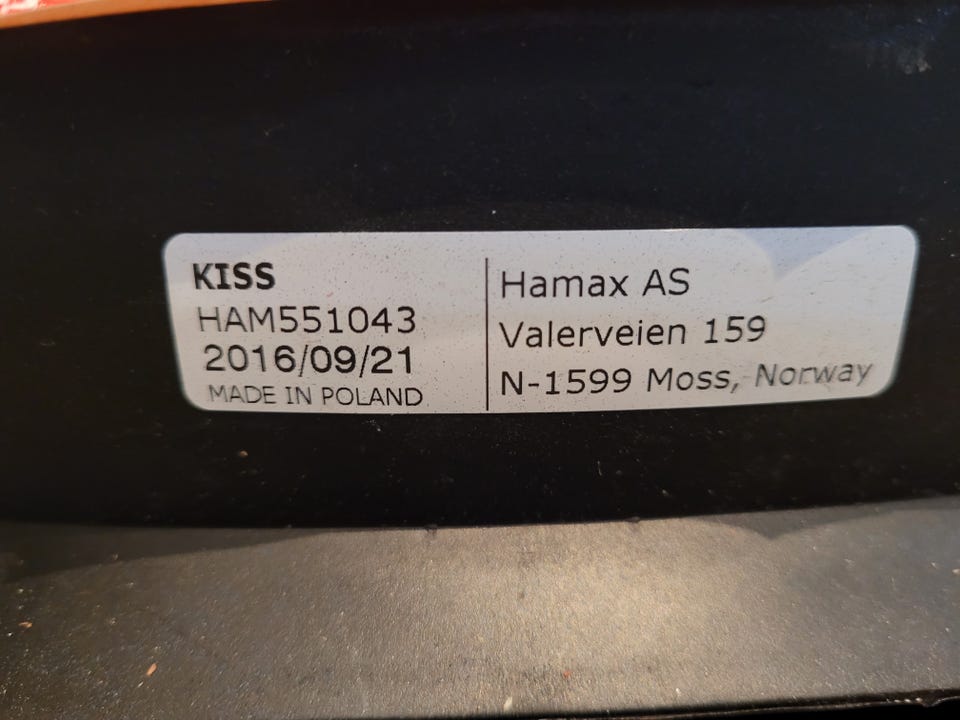 KISS
HAM551043
2016/09/21
MADE IN POLAND
Hamax AS
Valerveien 159
N-1599 Moss, Norway